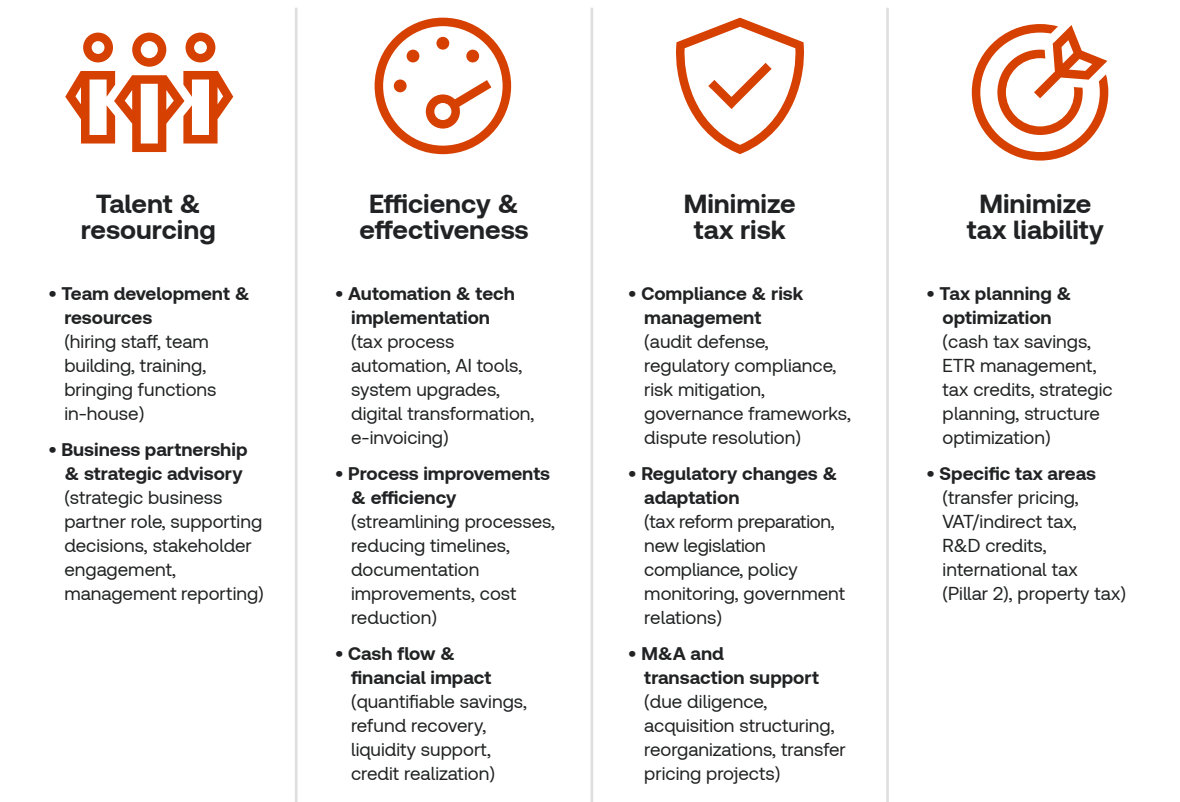 Talent &
resourcing
• Team development &
resources
(hiring staff, team
building, training,
bringing functions
in-house)
• Business partnership
& strategic advisory
(strategic business
partner role, supporting
decisions, stakeholder
engagement,
management reporting)
Efficiency &
effectiveness
• Automation & tech
implementation
(tax process
automation, AI tools,
system upgrades,
digital transformation,
e-invoicing)
• Process improvements
& efficiency
(streamlining processes,
reducing timelines,
documentation
improvements, cost
reduction)
• Cash flow &
financial impact
(quantifiable savings,
refund recovery,
liquidity support,
credit realization)
Minimize
tax risk
• Compliance & risk
management
(audit defense,
regulatory compliance,
risk mitigation,
governance frameworks,
dispute resolution)
• Regulatory changes &
adaptation
(tax reform preparation,
new legislation
compliance, policy
monitoring, government
relations)
• M&A and
transaction support
(due diligence,
acquisition structuring,
reorganizations, transfer
pricing projects)
Minimize
tax liability
• Tax planning &
optimization
(cash tax savings,
ETR management,
tax credits, strategic
planning, structure
optimization)
• Specific tax areas
(transfer pricing,
VAT/indirect tax,
R&D credits,
international tax
(Pillar 2), property tax)